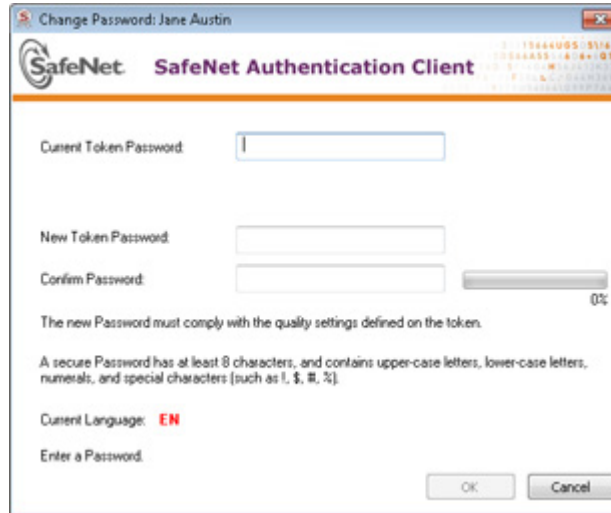 Change Password: Jane Austin
SafeNet.
SafeNet Authentication Client
Current Token Password:
New Token Password:
Confirm Password:
0%
The new Password must comply with the quality settings defined on the token.
A secure Password has at least 8 characters, and contains upper-case letters, lower-case letters,
numerals, and special characters (such as !, $, #, %).
Current Language: EN
Enter a Password.
OK
Cancel